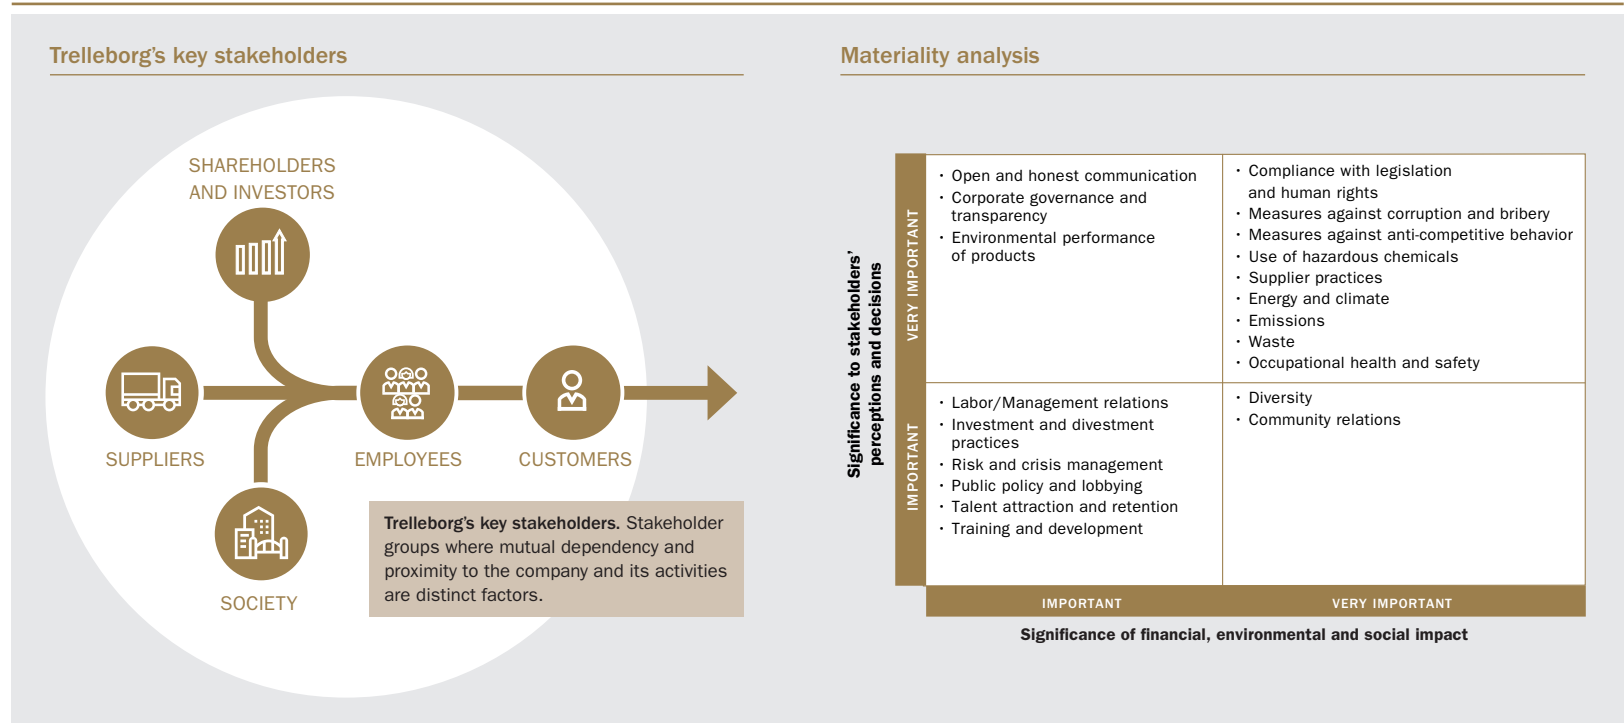 Trelleborg's key stakeholders
SHAREHOLDERS
AND INVESTORS
SUPPLIERS
EMPLOYEES
CUSTOMERS
SOCIETY
Trelleborg's key stakeholders. Stakeholder
groups where mutual dependency and
proximity to the company and its activities
are distinct factors.
Materiality analysis
Significance to stakeholders'
perceptions and decisions
VERY IMPORTANT
• Open and honest communication
• Corporate governance and
transparency
• Environmental performance
of products
• Compliance with legislation
and human rights
• Measures against corruption and bribery
• Measures against anti-competitive behavior
• Use of hazardous chemicals
• Supplier practices
• Energy and climate
• Emissions
• Waste
• Occupational health and safety
IMPORTANT
• Labor/Management relations
• Investment and divestment
practices
• Risk and crisis management
• Public policy and lobbying
• Talent attraction and retention
• Training and development
• Diversity
• Community relations
IMPORTANT
VERY IMPORTANT
Significance of financial, environmental and social impact